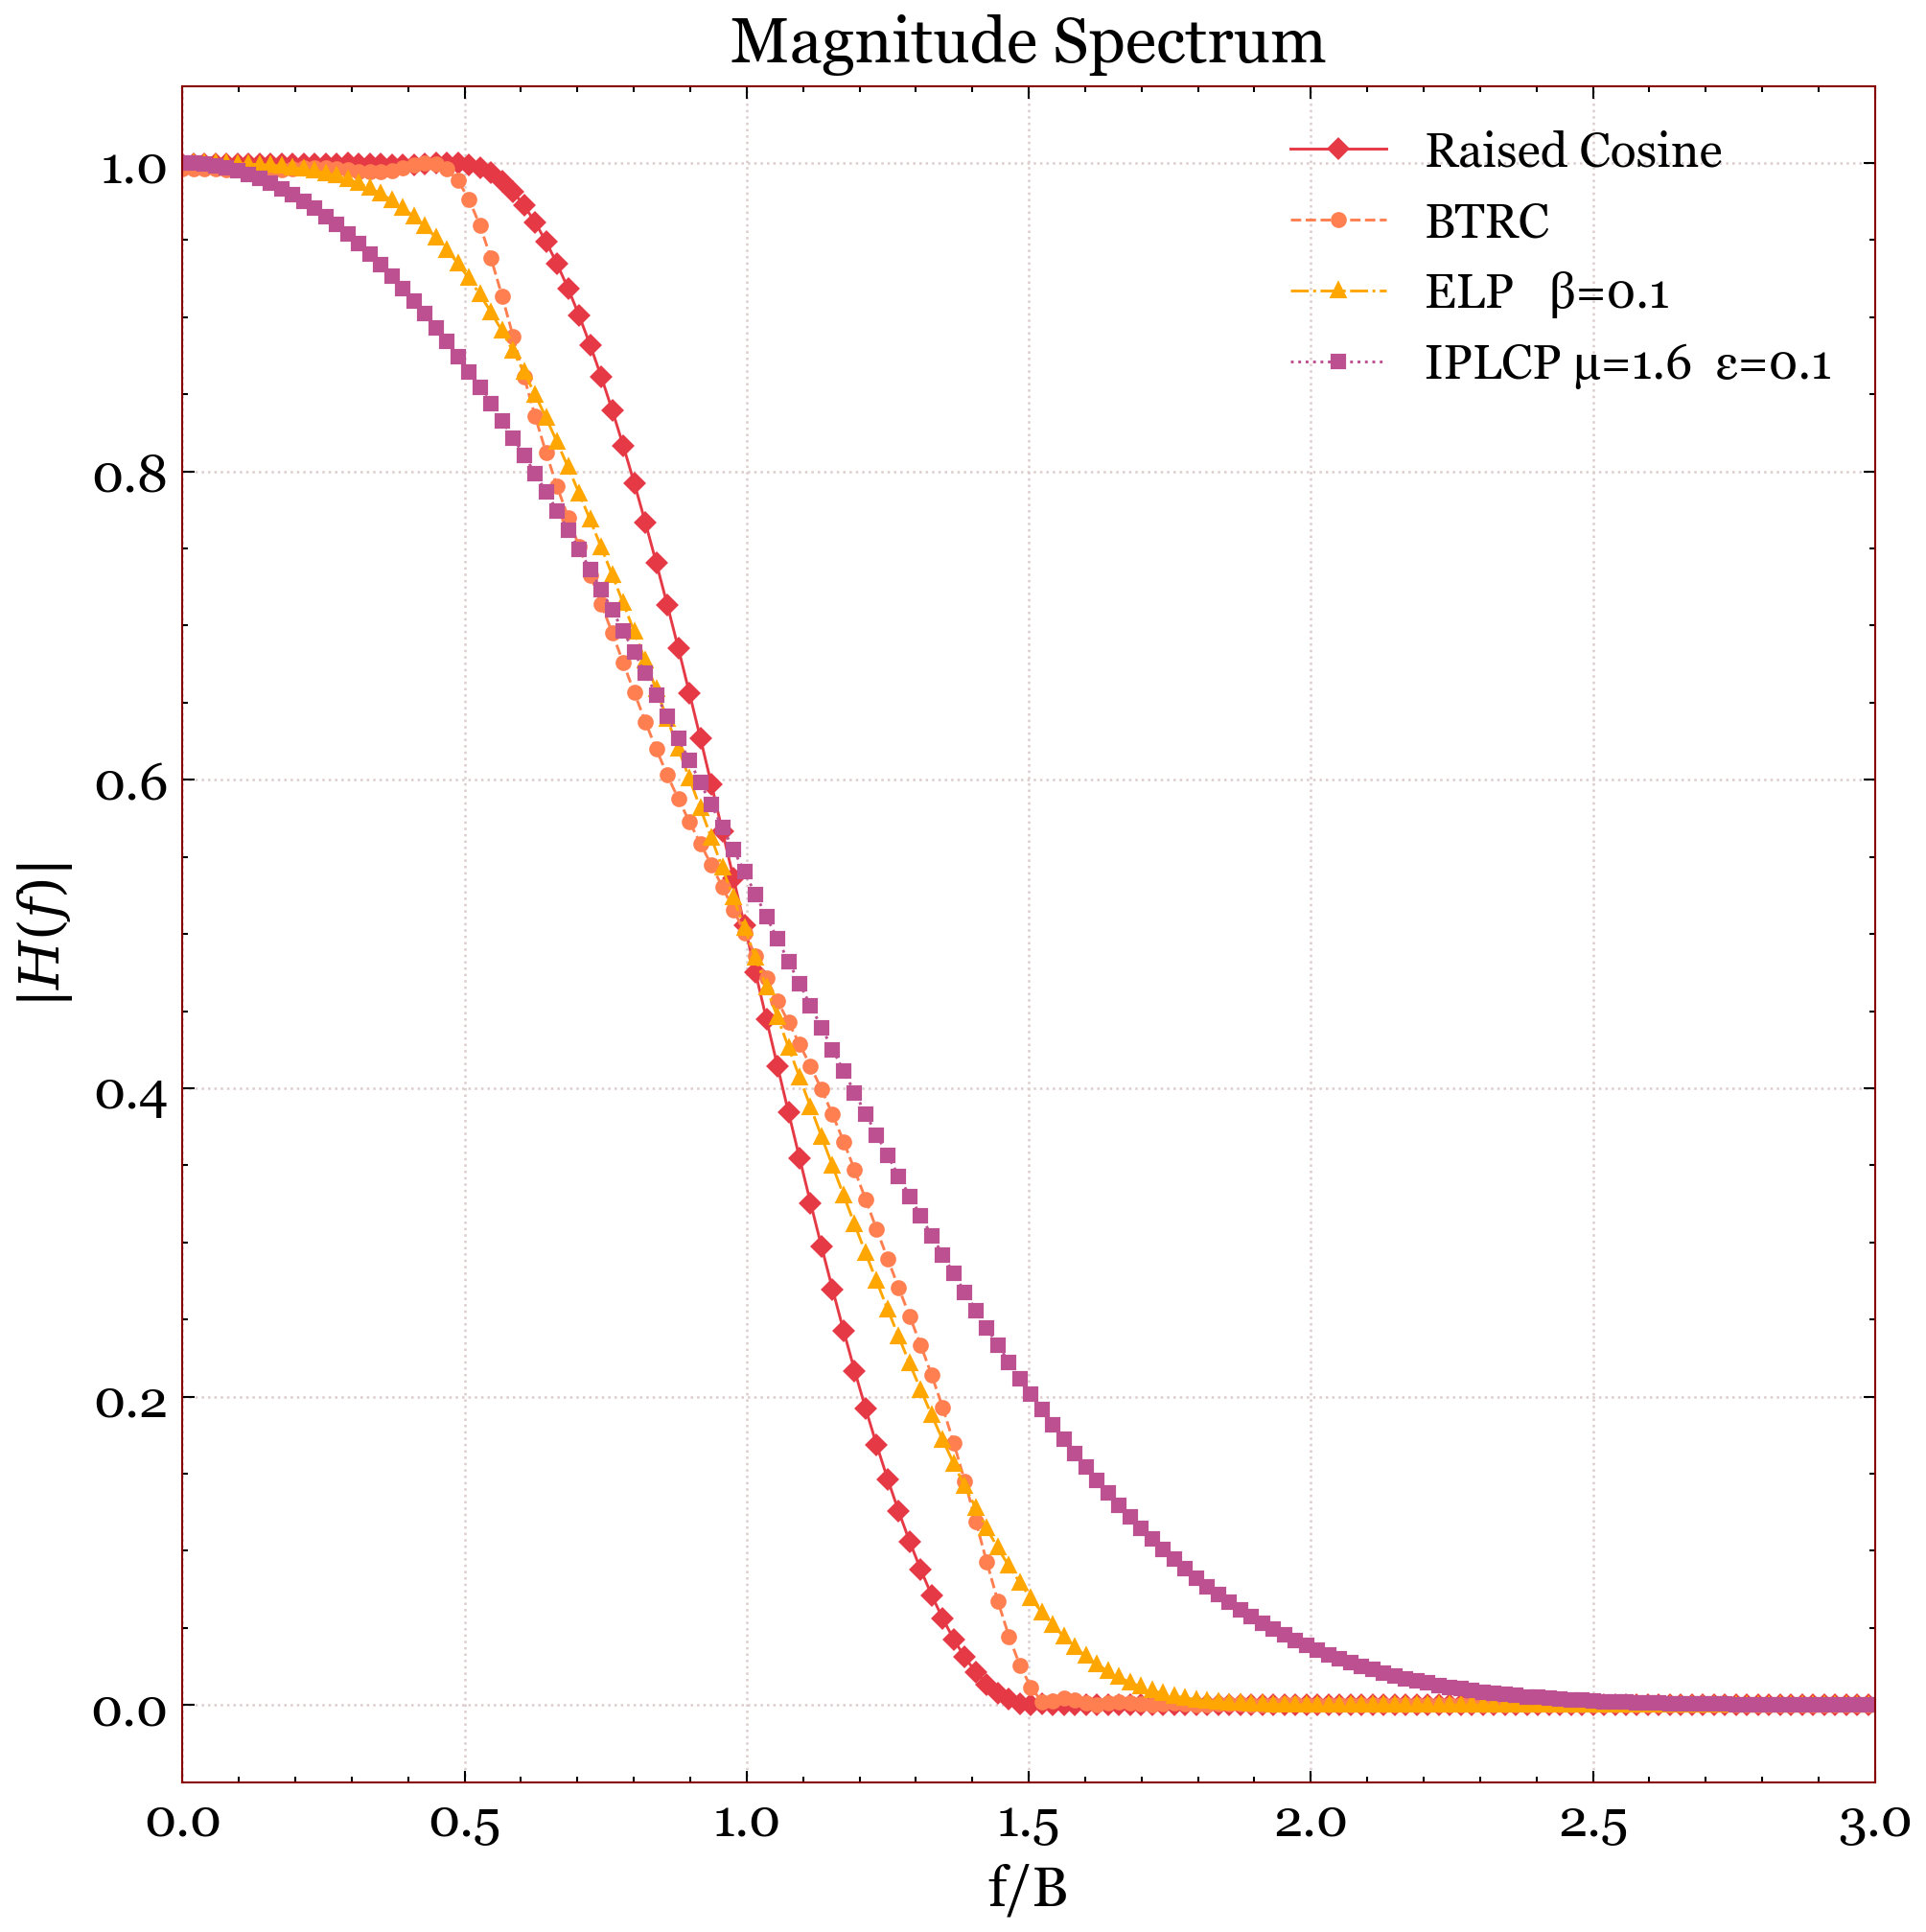 Magnitude Spectrum
Raised Cosine
BTRC
ELP β=0.1
IPLCP μ=1.6 ε=0.1
1.0
0.8
0.6
0.4
0.2
0.0
|H(f)|
0.0 0.5 1.0 1.5 2.0 2.5 3.0
f/B